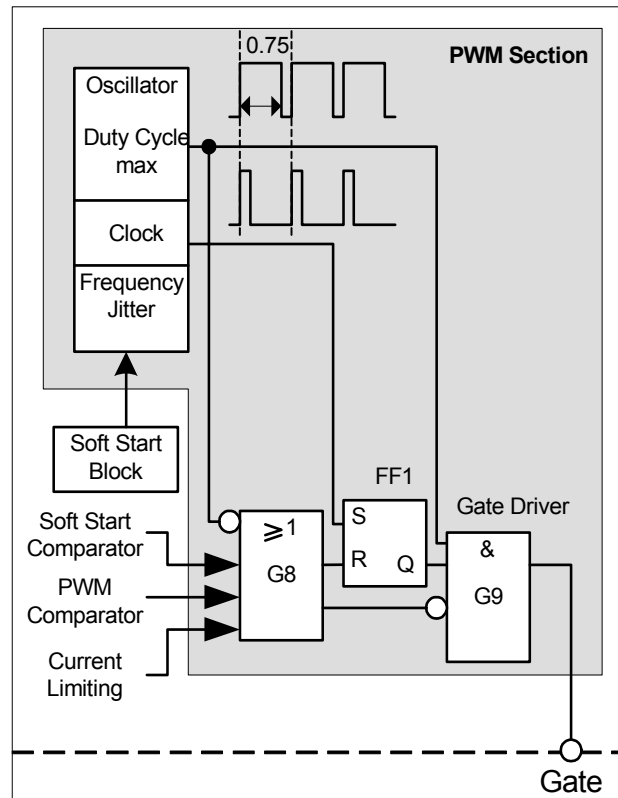 0.75
PWM Section
Oscillator
Duty Cycle
max
Clock
Frequency
Jitter
Soft Start
Block
FF1
Gate Driver
Soft Start
Comparator
PWM
Comparator
Current
Limiting
≥1
G8
S
R
Q
&
G9
Gate